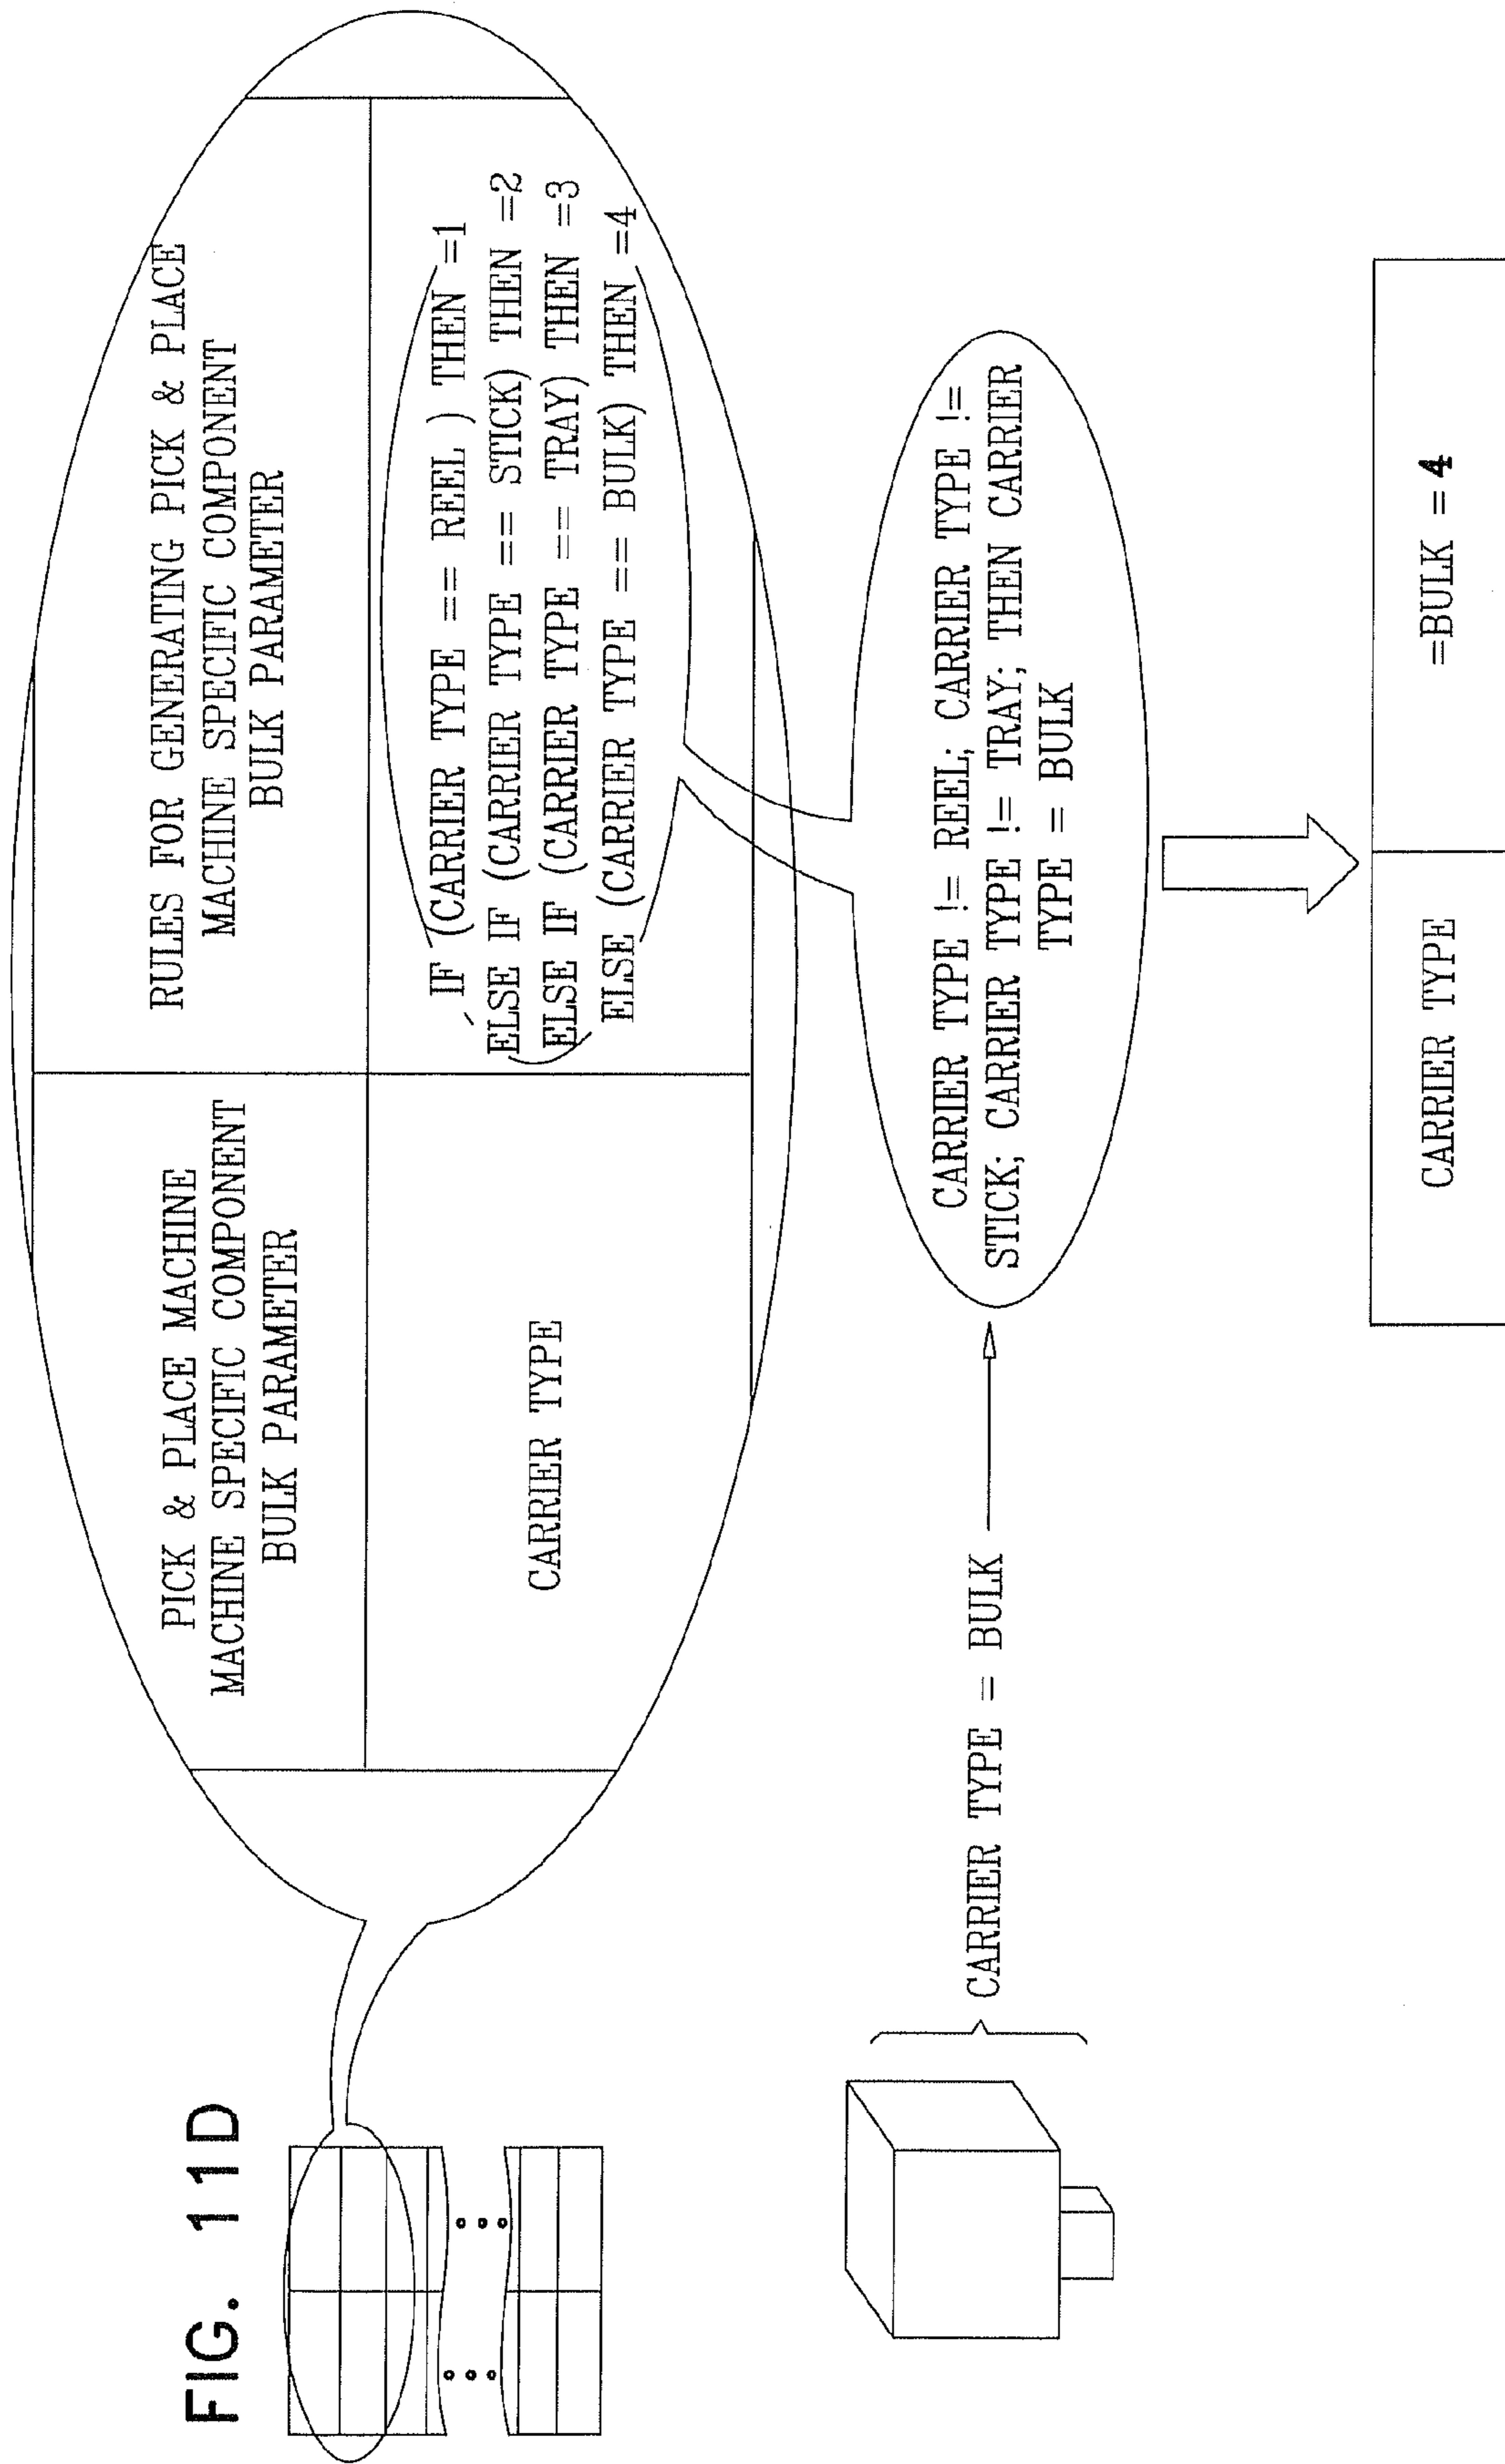 FIG. 11D
PICK & PLACE MACHINE
MACHINE SPECIFIC COMPONENT
BULK PARAMETER
RULES FOR GENERATING PICK & PLACE
MACHINE SPECIFIC COMPONENT
BULK PARAMETER
CARRIER TYPE
IF (CARRIER TYPE == REEL ) THEN =1
ELSE IF (CARRIER TYPE == STICK) THEN =2
ELSE IF (CARRIER TYPE == TRAY) THEN =3
ELSE (CARRIER TYPE == BULK) THEN =4
CARRIER TYPE = BULK
CARRIER TYPE != REEL; CARRIER TYPE !=
STICK; CARRIER TYPE != TRAY; THEN CARRIER
TYPE = BULK
CARRIER TYPE
=BULK =4